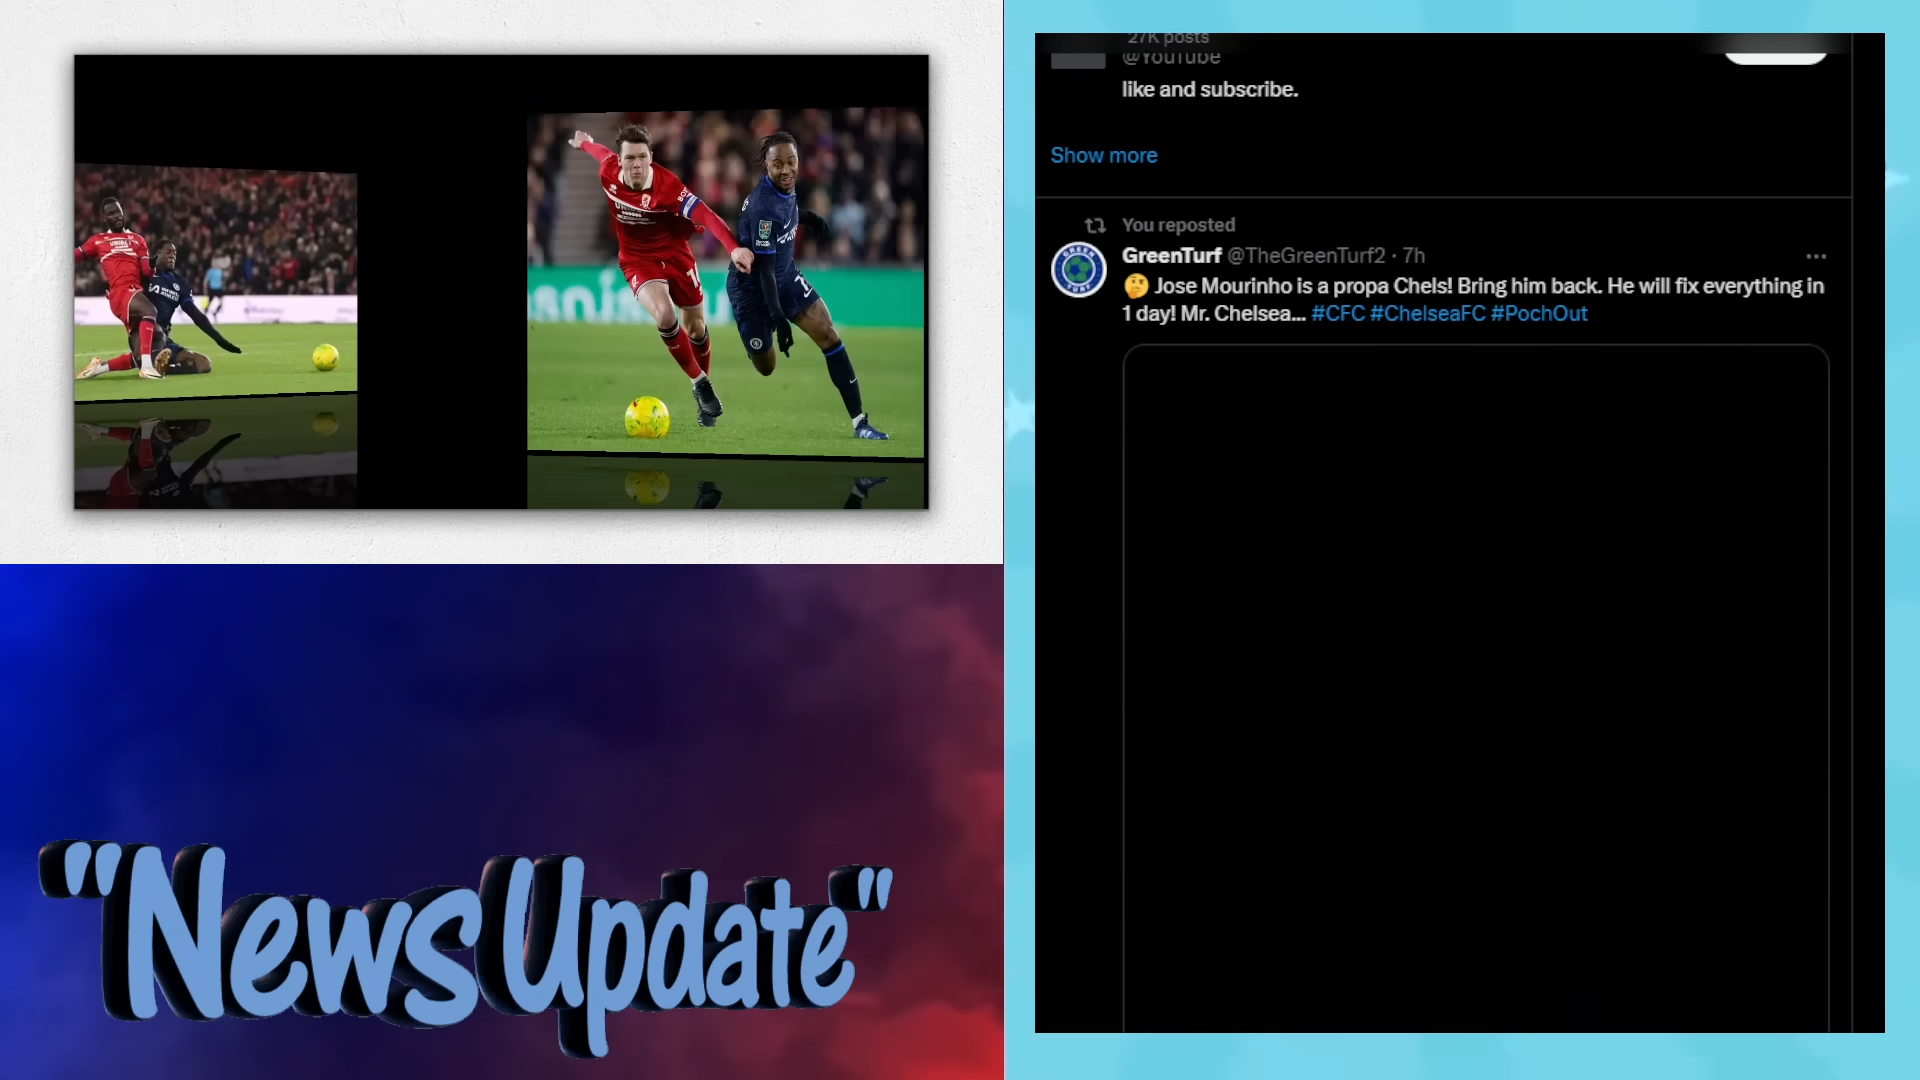 "News Update"
27K posts
@YouTube
like and subscribe.
Show more
You reposted
GreenTurf @TheGreenTurf2 · 7h
🤔 Jose Mourinho is a propa Chels! Bring him back. He will fix everything in
1 day! Mr. Chelsea... #CFC #ChelseaFC #PochOut